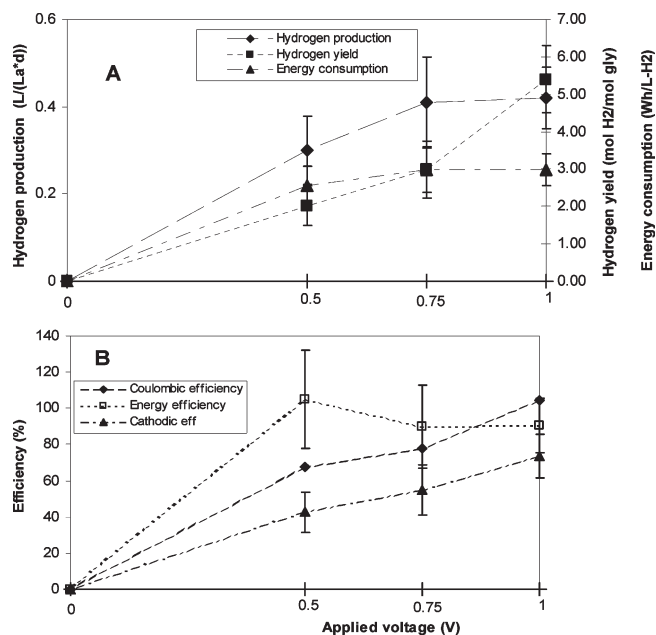 A
Hydrogen production
Hydrogen yield
Energy consumption
Hydrogen production (L/(La*d)
0.6
0.4
0.2
0
7.00
6.00
5.00
4.00
3.00
2.00
1.00
0.00
Hydrogen yield (mol H2/mol gly)
Energy consumption (Wh/L-H2)
0 0.5 0.75 1
B
Coulombic efficiency
Energy efficiency
Cathodic eff
Efficiency (%)
140
120
100
80
60
40
20
0
0 0.5 0.75 1
Applied voltage (V)